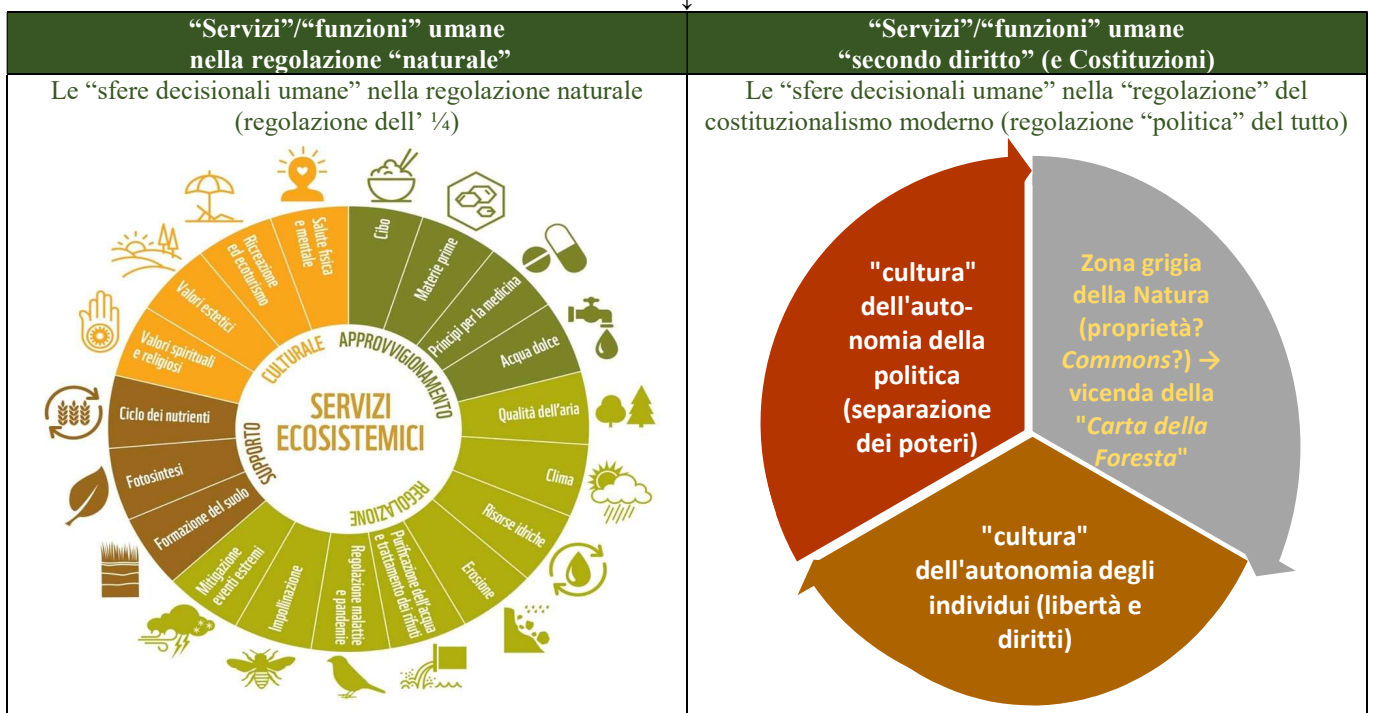 ↓
“Servizi”/“funzioni” umane
nella regolazione “naturale”
“Servizi”/“funzioni” umane
“secondo diritto” (e Costituzioni)
Le “sfere decisionali umane” nella regolazione naturale
(regolazione dell’ ¼)
Le “sfere decisionali umane” nella “regolazione” del
costituzionalismo moderno (regolazione “politica” del tutto)
SERVIZI
ECOSISTEMICI
APPROVVIGIONAMENTO
Cibo
Materie prime
Principi per la medicina
Acqua dolce
REGOLAZIONE
Qualità dell'aria
Clima
Risorse idriche
Erosione
Purificazione dell'acqua
e trattamento dei rifiuti
Regolazione malattie
e pandemie
Impollinazione
Mitigazione
eventi estremi
SUPPORTO
Formazione del suolo
Fotosintesi
Ciclo dei nutrienti
CULTURALE
Valori spirituali
e religiosi
Valori estetici
Ricreazione
ed ecoturismo
Salute fisica
e mentale
"cultura"
dell'auto-
nomia della
politica
(separazione
dei poteri)
Zona grigia
della Natura
(proprietà?
Commons?) →
vicenda della
"Carta della
Foresta"
"cultura"
dell'autonomia degli
individui (libertà e
diritti)